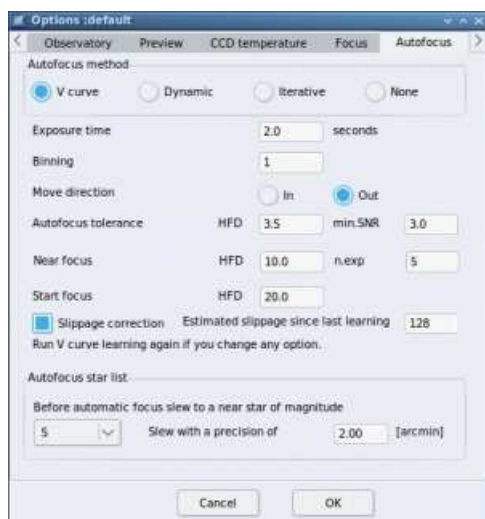 Options :default
Observatory Preview CCD temperature Focus Autofocus
Autofocus method
V curve Dynamic Iterative None
Exposure time 2.0 seconds
Binning 1
Move direction In Out
Autofocus tolerance HFD 3.5 min.SNR 3.0
Near focus HFD 10.0 n.exp 5
Start focus HFD 20.0
Slippage correction Estimated slippage since last learning 128
Run V curve learning again if you change any option.
Autofocus star list
Before automatic focus slew to a near star of magnitude
5 Slew with a precision of 2.00 [arcmin]
Cancel OK